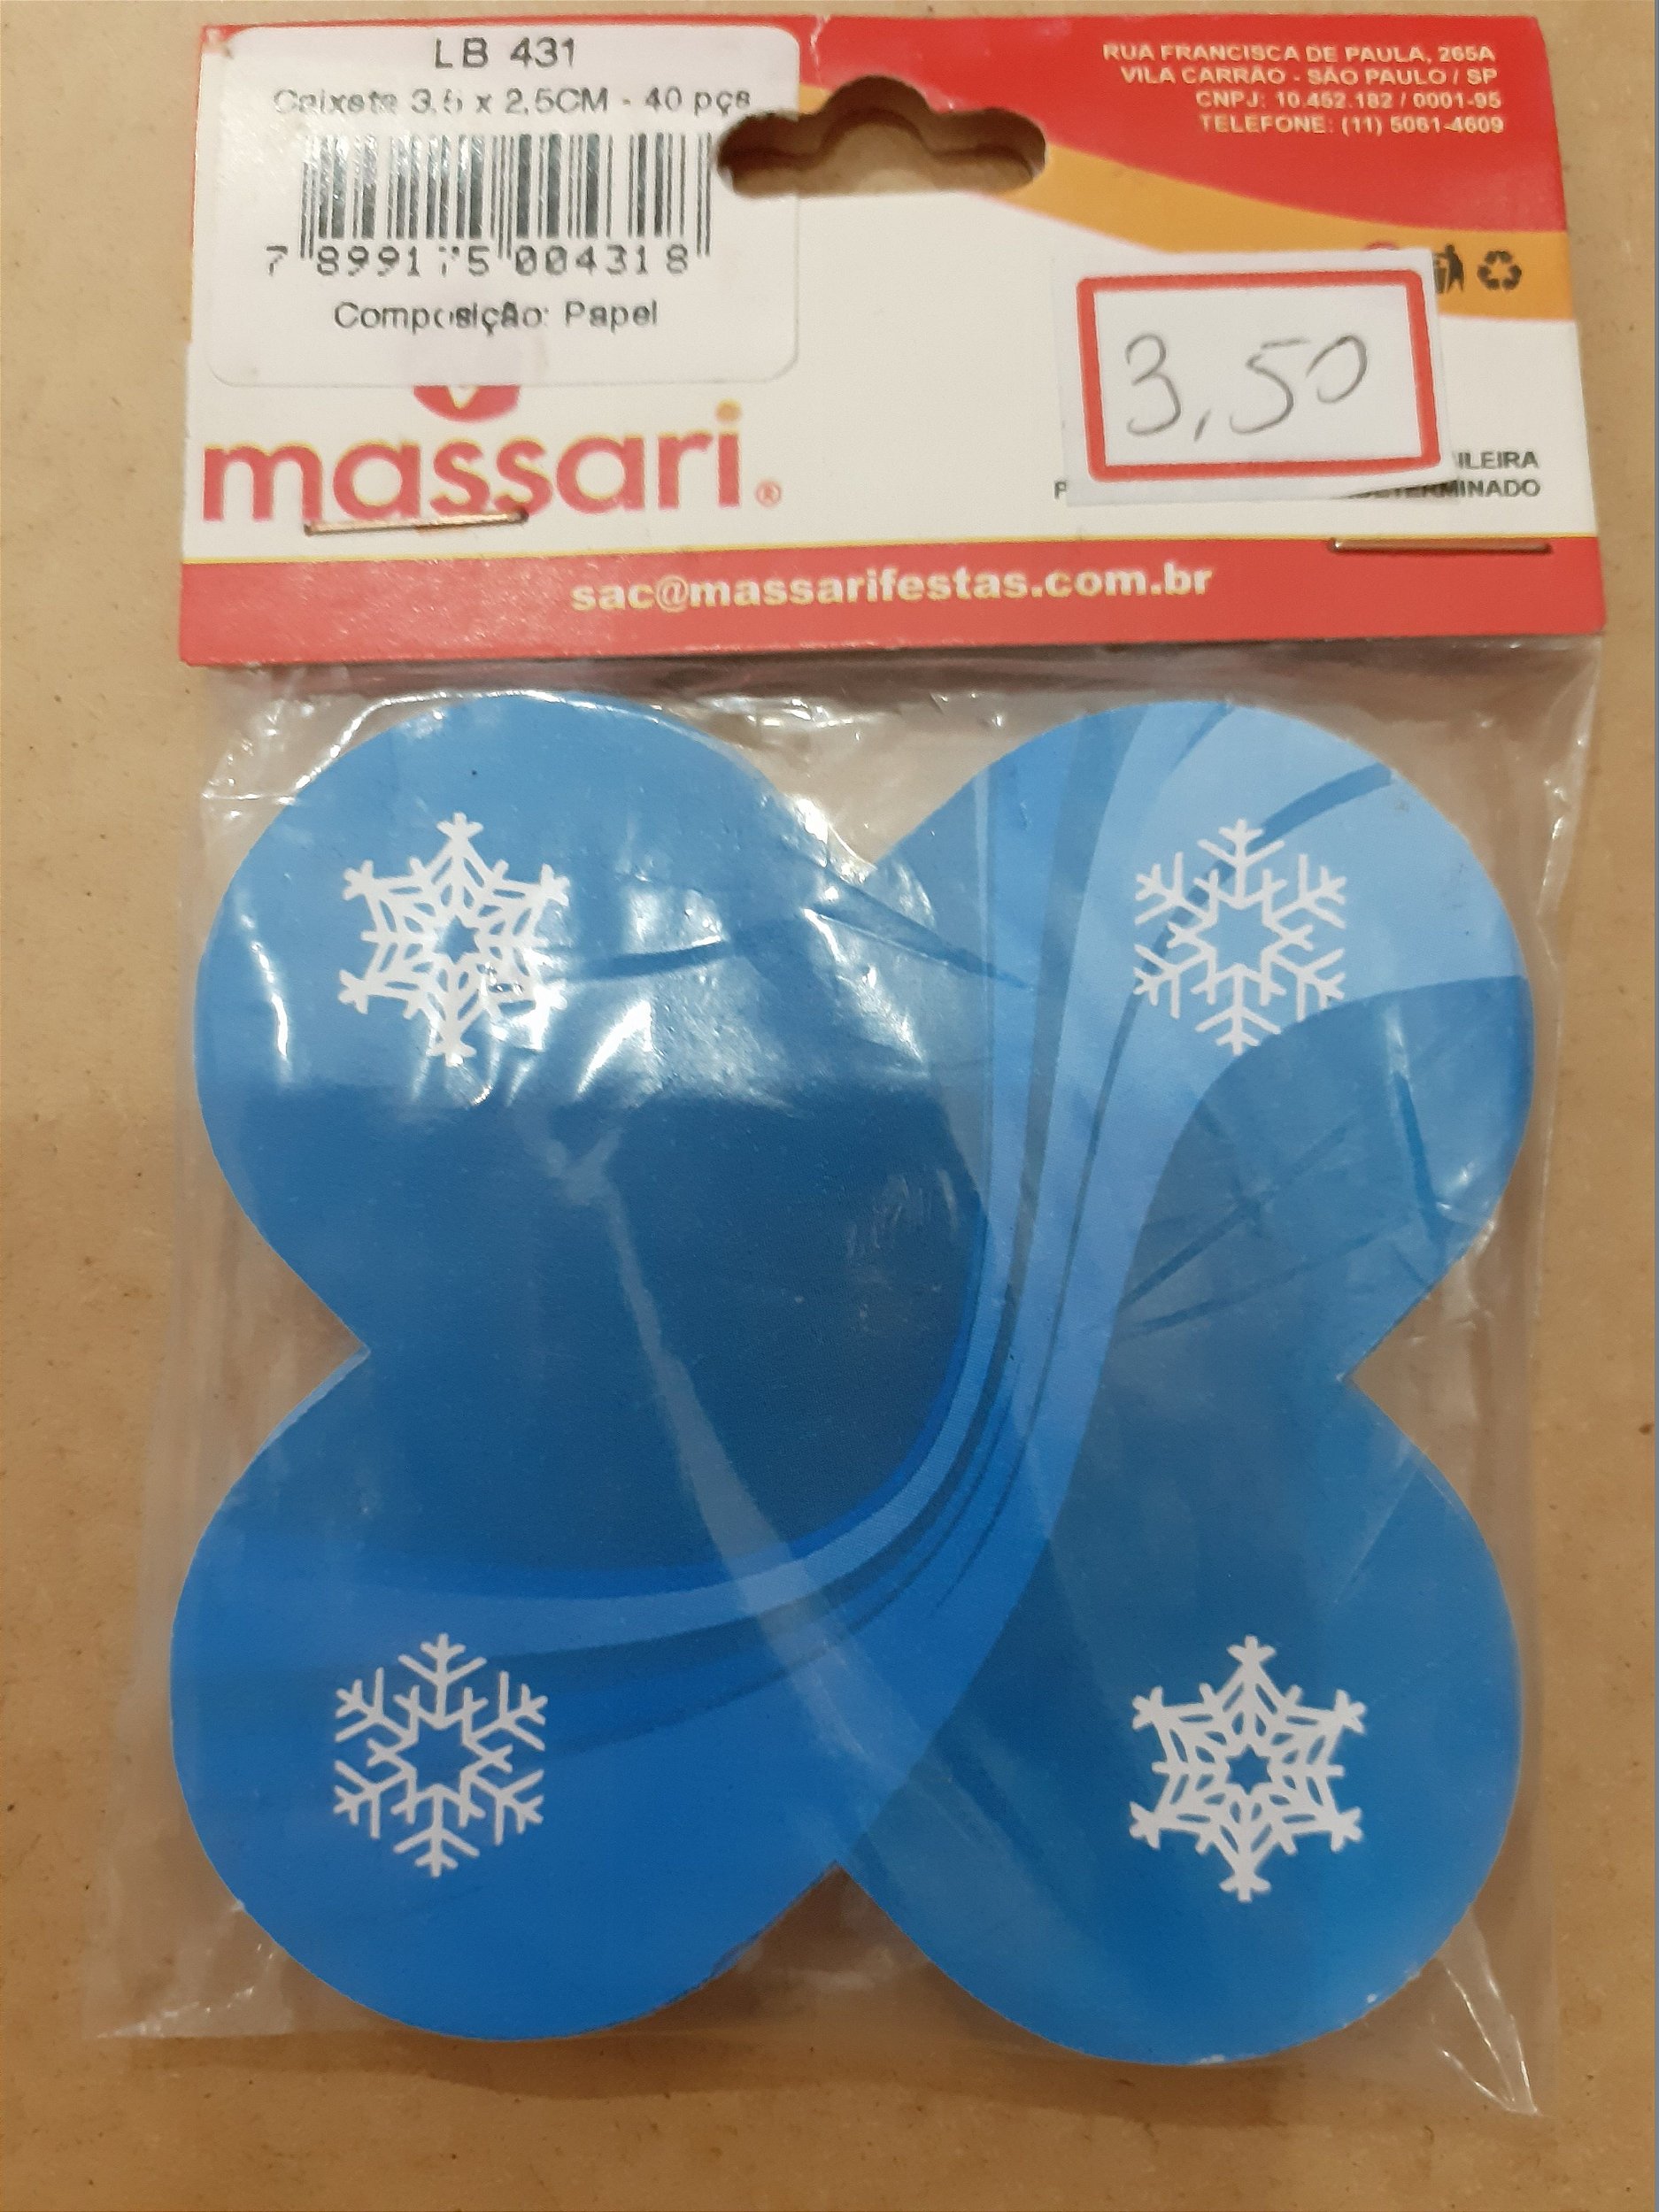 LB 431
Caixeta 3.5 x 2.5CM - 40 pçs
7 899175 004318
Composição: Papel
RUA FRANCISCA DE PAULA, 265A
VILA CARRÃO - SÃO PAULO / SP
CNPJ: 10.452.182 / 0001-95
TELEFONE: (11) 5061-4609
3,50
massari®
sac@massarifestas.com.br